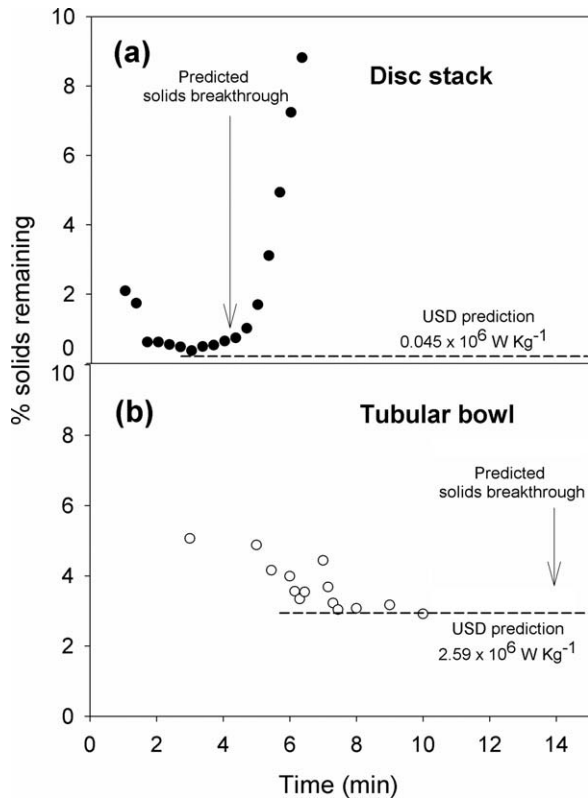 10
(a)
Predicted
solids breakthrough
Disc stack
8
6
4
2
0
USD prediction
0.045 x 10⁶ W Kg⁻¹
% solids remaining
10
(b)
Tubular bowl
8
Predicted
solids breakthrough
6
4
2
USD prediction
2.59 x 10⁶ W Kg⁻¹
0
0 2 4 6 8 10 12 14
Time (min)